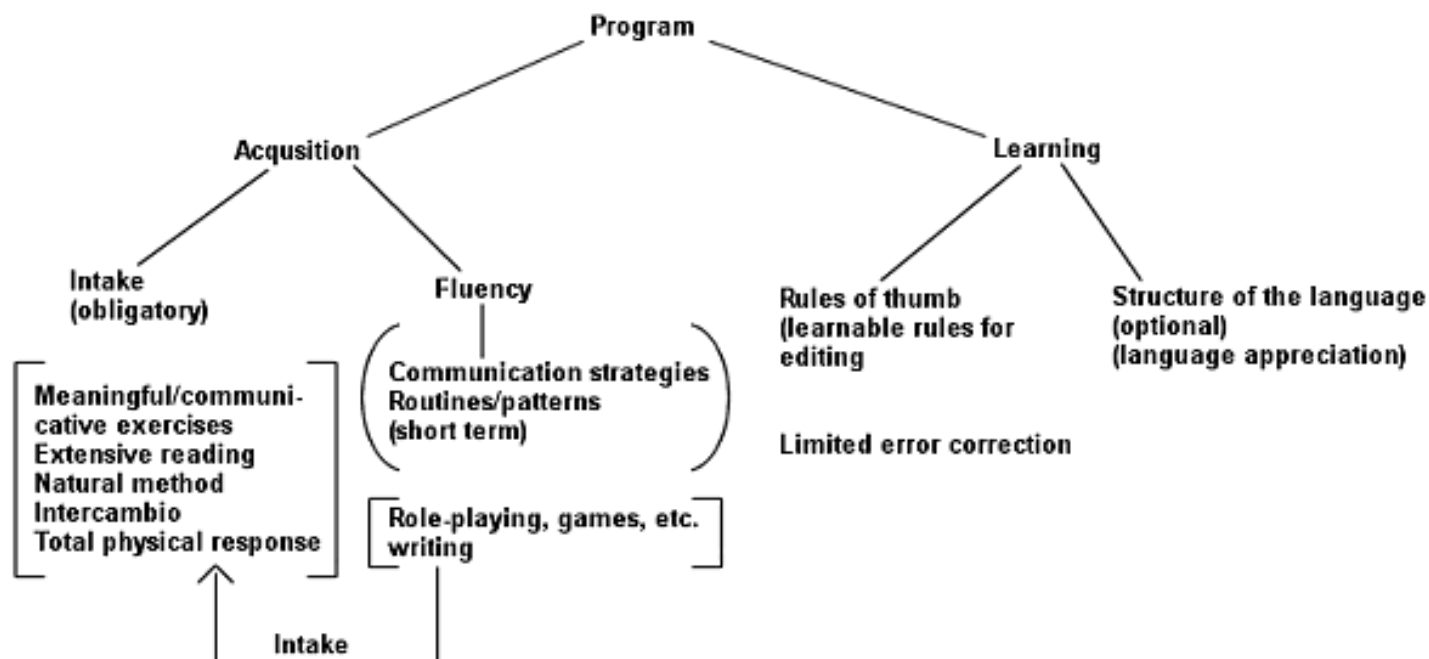 Program
Acqusition
Learning
Intake
(obligatory)
Fluency
Rules of thumb
(learnable rules for
editing
Structure of the language
(optional)
(language appreciation)
Meaningful/communi-
cative exercises
Extensive reading
Natural method
Intercambio
Total physical response
Communication strategies
Routines/patterns
(short term)
Limited error correction
Role-playing, games, etc.
writing
Intake